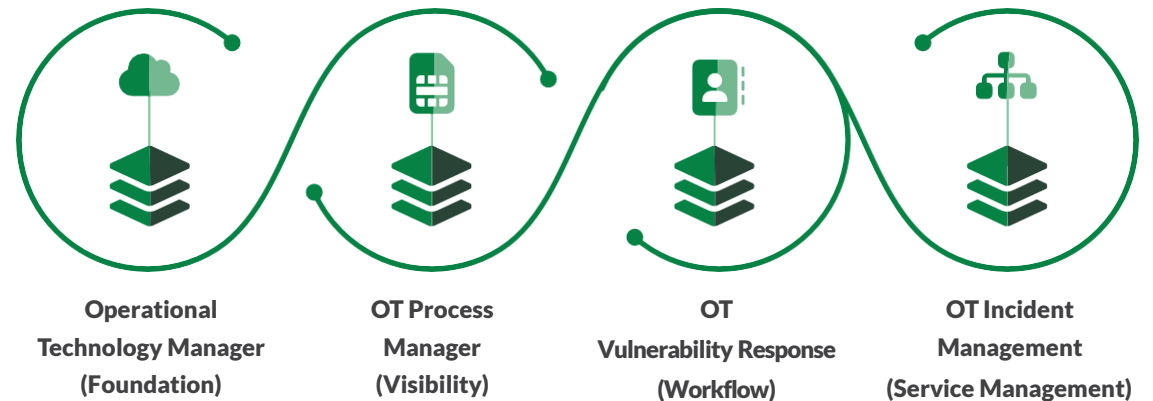 Operational
Technology Manager
(Foundation)
OT Process
Manager
(Visibility)
OT
Vulnerability Response
(Workflow)
OT Incident
Management
(Service Management)